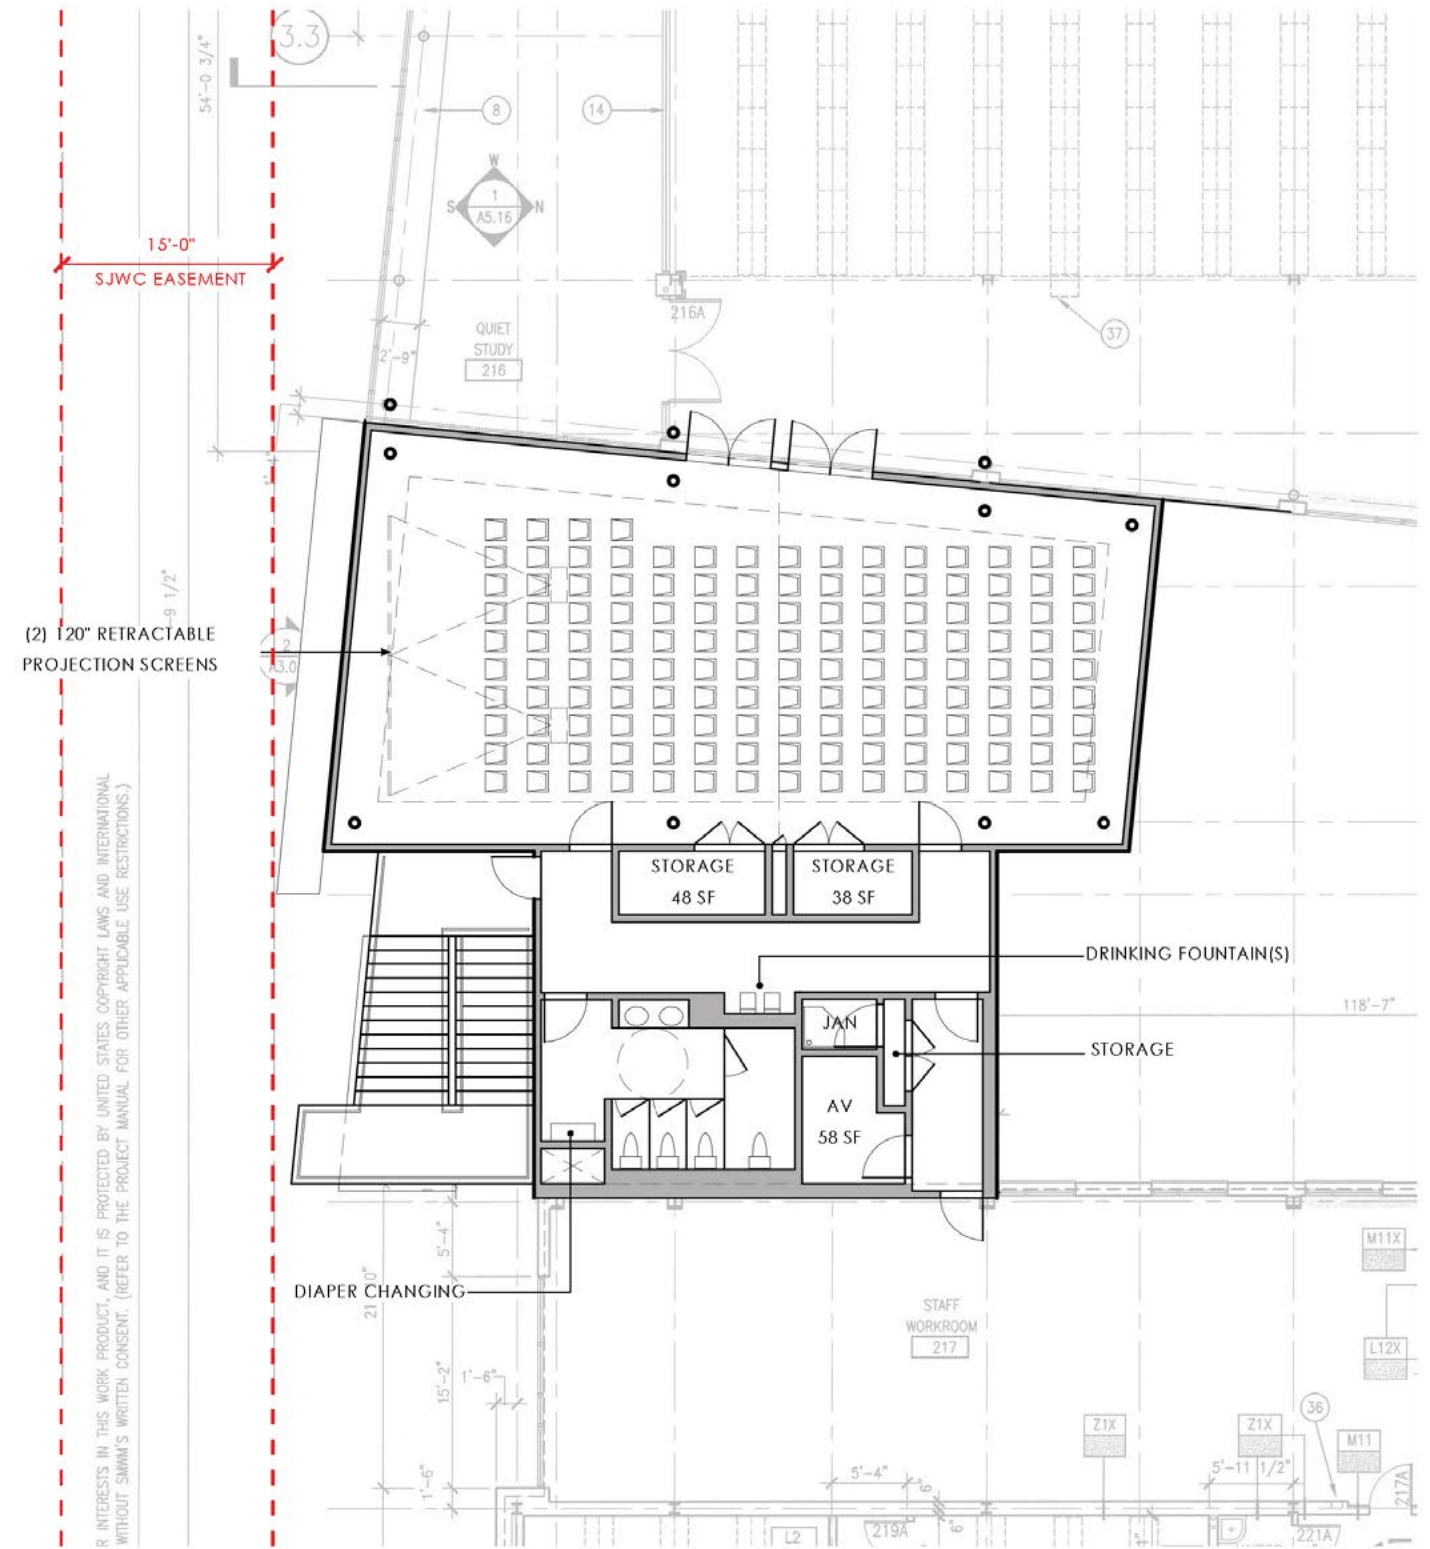 3.3
54'-0 3/4"
8
14
W
1
S
N
A5.16
15'-0"
SJWC EASEMENT
216A
37
QUIET
STUDY
216
2'-9"
9 1/2"
(2) 120" RETRACTABLE
PROJECTION SCREENS
2
A3.0
STORAGE
48 SF
STORAGE
38 SF
DRINKING FOUNTAIN(S)
118'-7"
JAN
STORAGE
AV
58 SF
R INTERESTS IN THIS WORK PRODUCT, AND IT IS PROTECTED BY UNITED STATES COPYRIGHT LAWS AND INTERNATIONAL
WITHOUT SMWM'S WRITTEN CONSENT. (REFER TO THE PROJECT MANUAL FOR OTHER APPLICABLE USE RESTRICTIONS.)
5'-4"
M11X
DIAPER CHANGING
STAFF
WORKROOM
217
L12X
15'-2"
1'-6"
36
Z1X
Z1X
M11
5'-4"
5'-11 1/2"
1'-6"
6"
6"
217A
L2
219A
221A